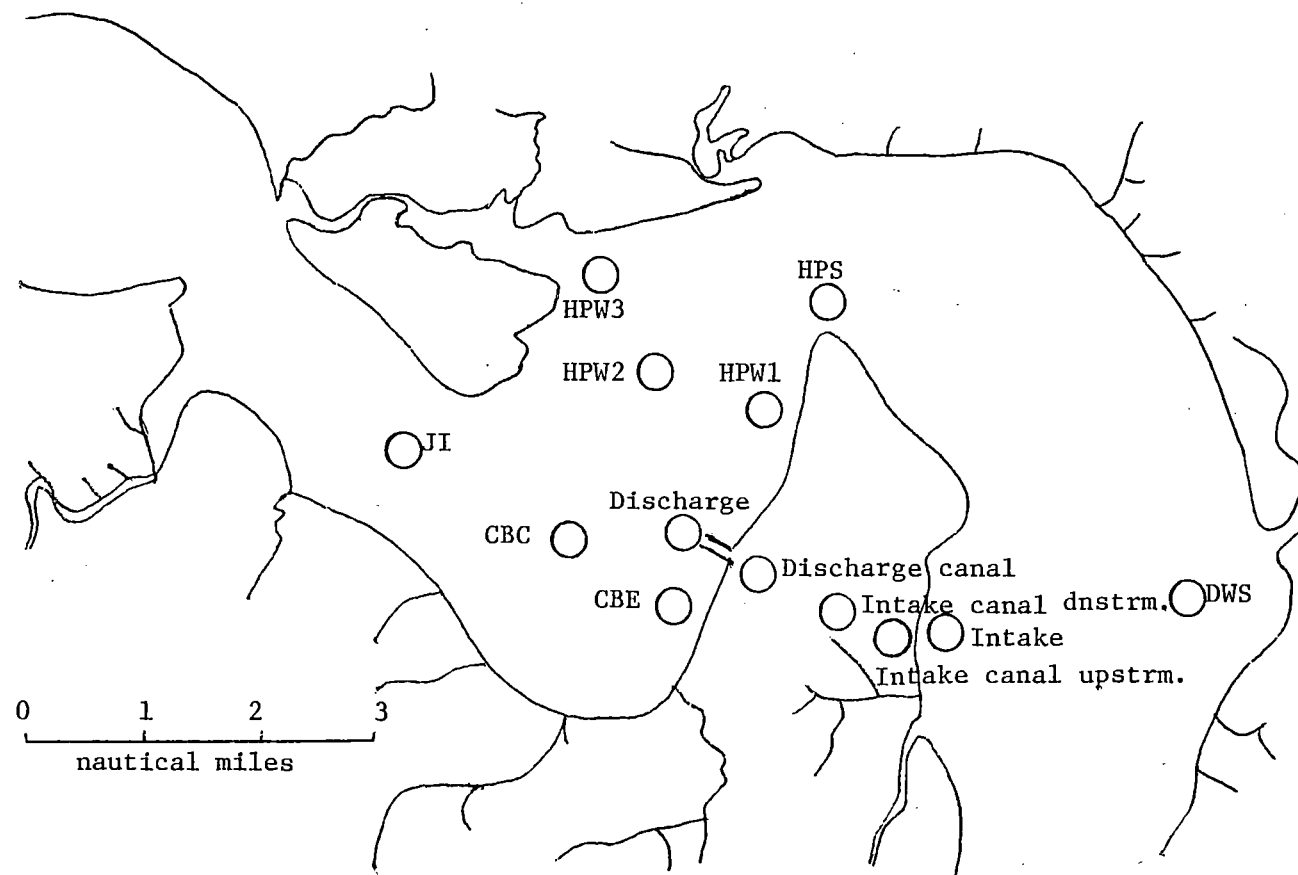 HPS
HPW3
HPW2
HPW1
JI
Discharge
CBC
Discharge canal
CBE
Intake canal dnstrm.
DWS
Intake
Intake canal upstrm.
0 1 2 3
nautical miles